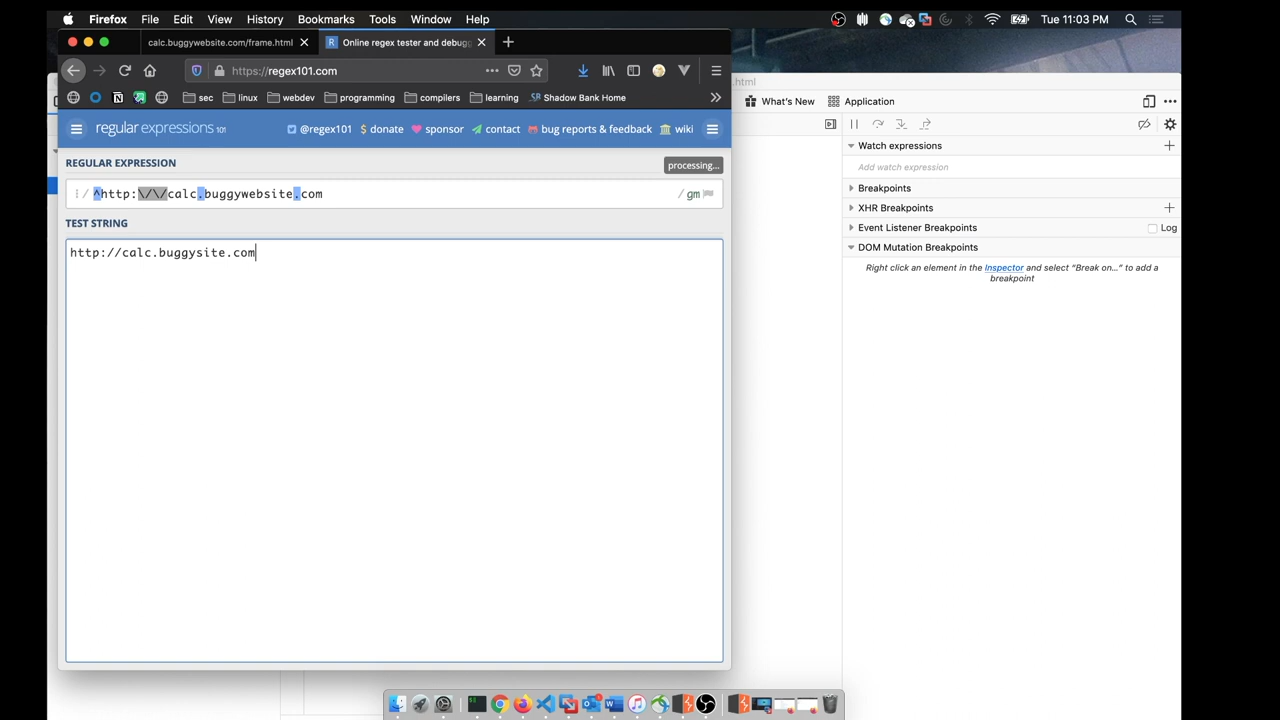 Firefox File Edit View History Bookmarks Tools Window Help Tue 11:03 PM
calc.buggywebsite.com/frame.html
Online regex tester and debugg
.html
https://regex101.com
What's New Application
sec linux webdev programming compilers learning SR Shadow Bank Home
regular expressions 101 @regex101 $ donate sponsor contact bug reports & feedback wiki
Watch expressions
Add watch expression
REGULAR EXPRESSION
processing...
/ ^http:\/\/calc.buggywebsite.com / gm
TEST STRING
http://calc.buggysite.com
Breakpoints
XHR Breakpoints
Event Listener Breakpoints Log
DOM Mutation Breakpoints
Right click an element in the Inspector and select “Break on…” to add a
breakpoint